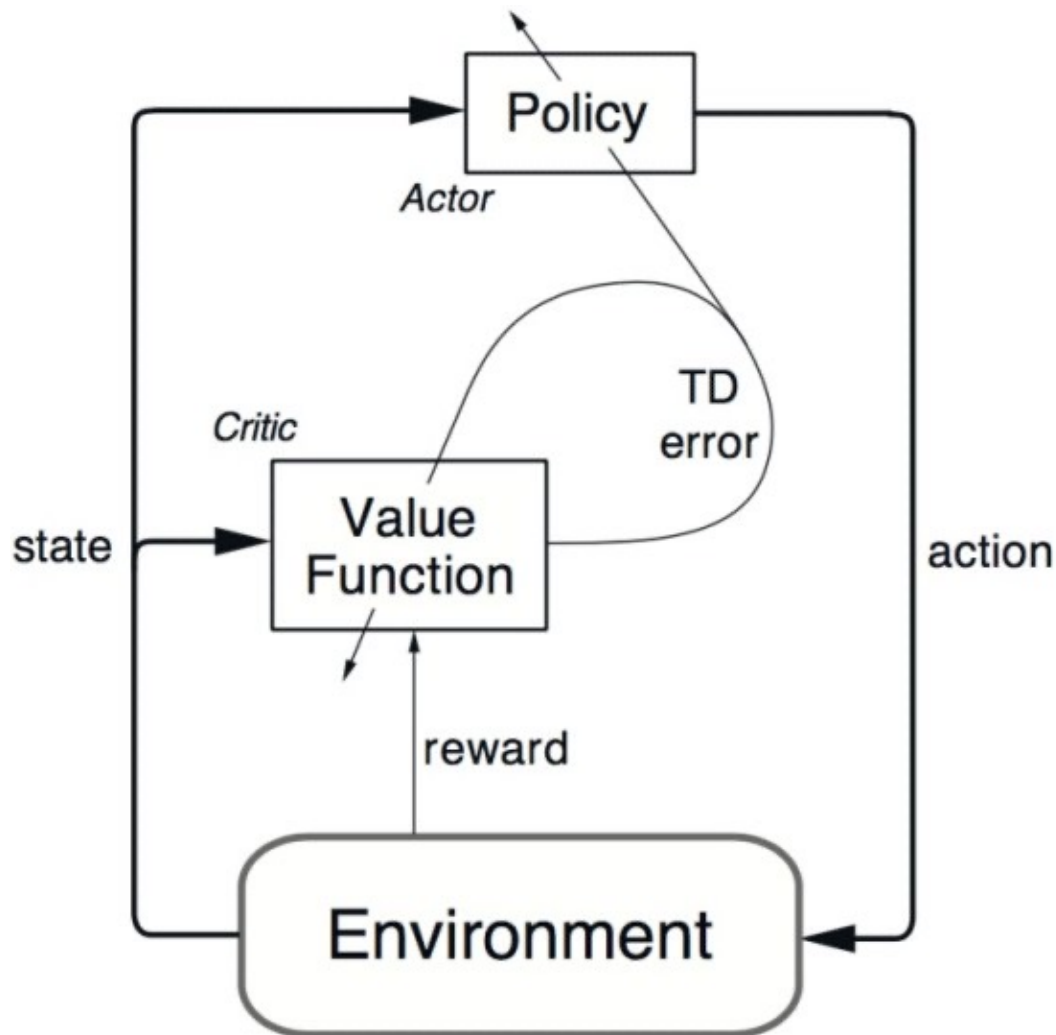 Policy
Actor
TD
error
Critic
Value
Function
state
action
reward
Environment